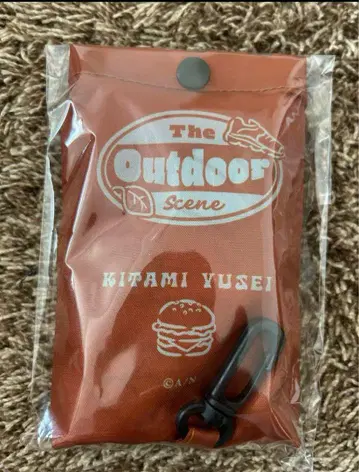 The
Outdoor
Scene
KITAMI YUSEI
©A/N